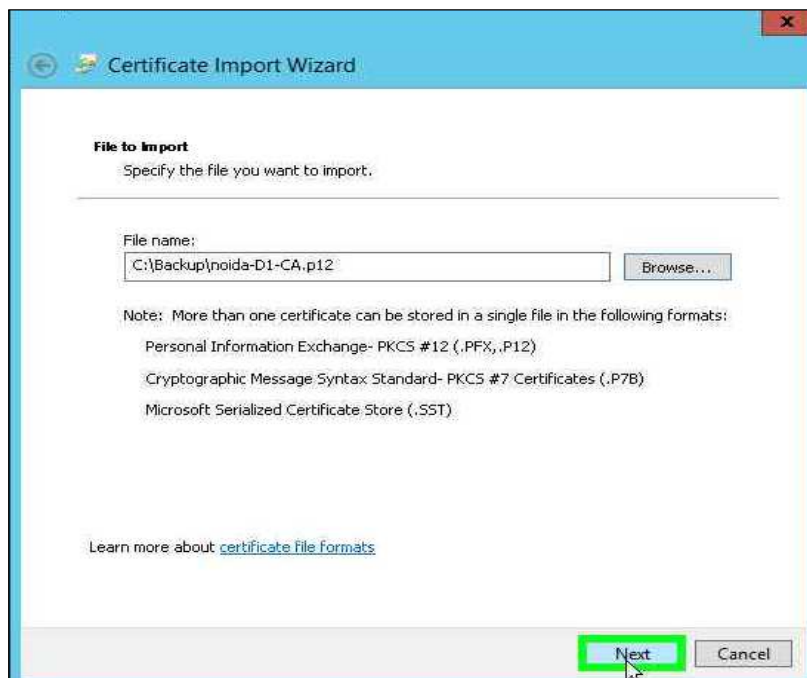 x
Certificate Import Wizard
File to Import
Specify the file you want to import.
File name:
C:\Backup\noida-D1-CA.p12
Browse...
Note:  More than one certificate can be stored in a single file in the following formats:
Personal Information Exchange- PKCS #12 (.PFX,.P12)
Cryptographic Message Syntax Standard- PKCS #7 Certificates (.P7B)
Microsoft Serialized Certificate Store (.SST)
Learn more about certificate file formats
Next
Cancel